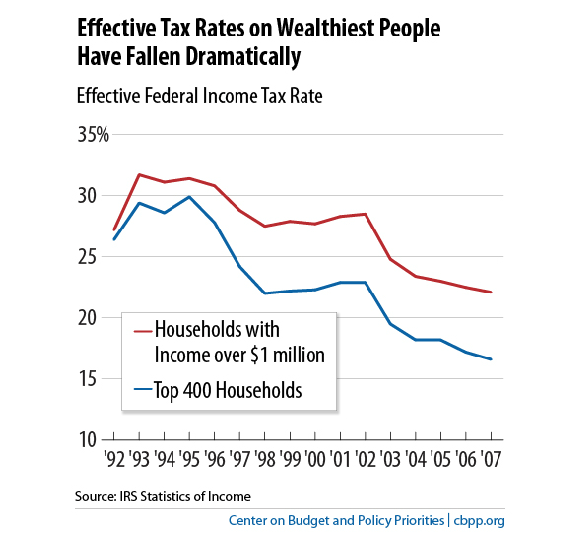 Effective Tax Rates on Wealthiest People
Have Fallen Dramatically
Effective Federal Income Tax Rate
35%
30
25
20
15
10
Households with
Income over $1 million
Top 400 Households
'92 '93 '94 '95 '96 '97 '98 '99 '00 '01 '02 '03 '04 '05 '06 '07
Source: IRS Statistics of Income
Center on Budget and Policy Priorities | cbpp.org